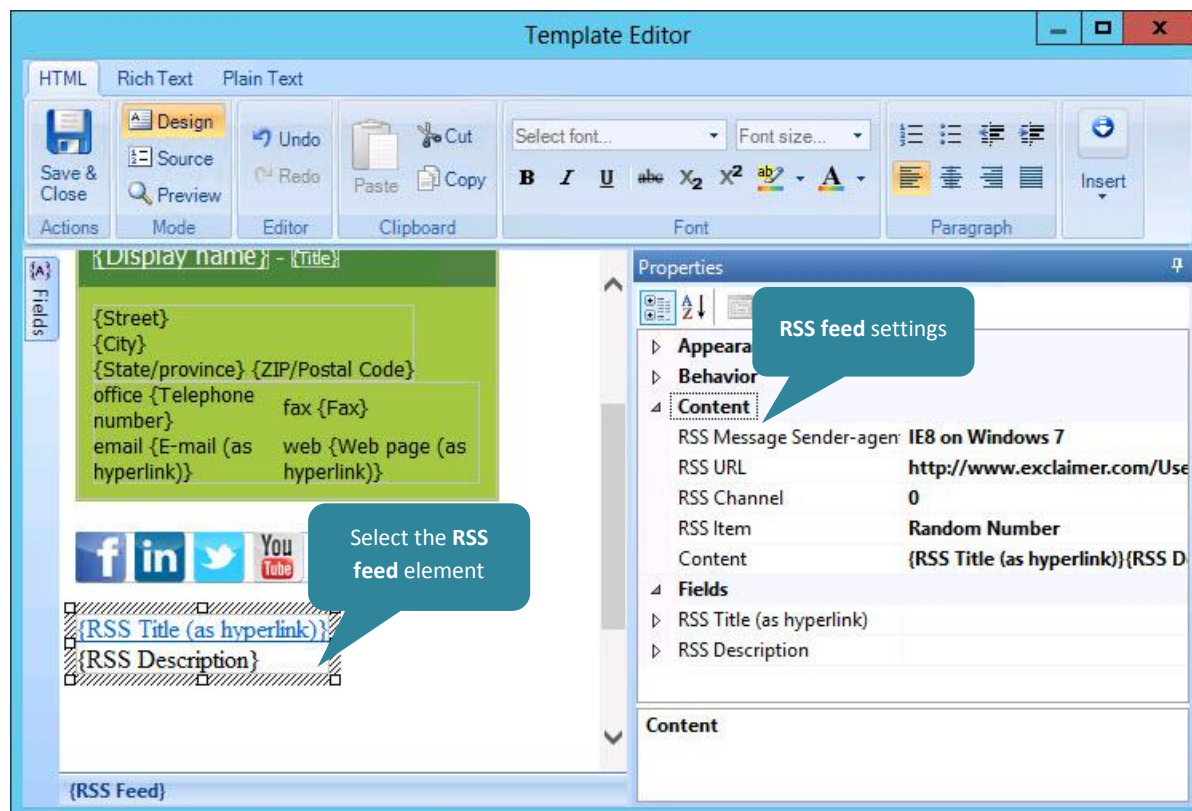 Template Editor
HTML Rich Text Plain Text
Save & Close
Design
Source
Preview
Undo
Redo
Paste
Cut
Copy
Select font...
Font size...
B I U abc X2 X2 ab A
Insert
Actions Mode Editor Clipboard Font Paragraph
{A} Fields
{Display name} - {Title}
{Street}
{City}
{State/province} {ZIP/Postal Code}
office {Telephone number}
fax {Fax}
email {E-mail (as hyperlink)}
web {Web page (as hyperlink)}
f in You Tube
Select the RSS
feed element
{RSS Title (as hyperlink)}
{RSS Description}
{RSS Feed}
Properties
A Z
RSS feed settings
Appeara
Behavior
Content
RSS Message Sender-agen IE8 on Windows 7
RSS URL http://www.exclaimer.com/Use
RSS Channel 0
RSS Item Random Number
Content {RSS Title (as hyperlink)}{RSS D
Fields
RSS Title (as hyperlink)
RSS Description
Content